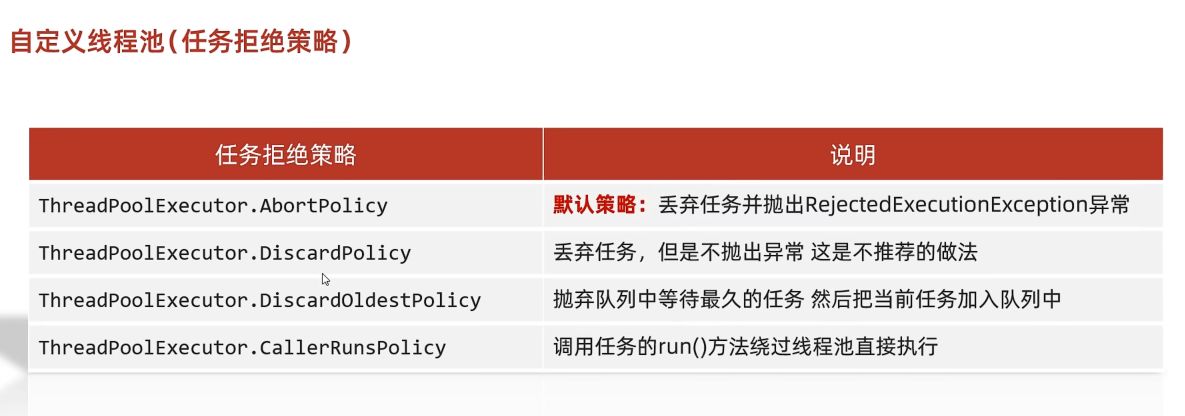 自定义线程池(任务拒绝策略)
任务拒绝策略 说明
ThreadPoolExecutor.AbortPolicy 默认策略：丢弃任务并抛出RejectedExecutionException异常
ThreadPoolExecutor.DiscardPolicy 丢弃任务，但是不抛出异常 这是不推荐的做法
ThreadPoolExecutor.DiscardOldestPolicy 抛弃队列中等待最久的任务 然后把当前任务加入队列中
ThreadPoolExecutor.CallerRunsPolicy 调用任务的run()方法绕过线程池直接执行